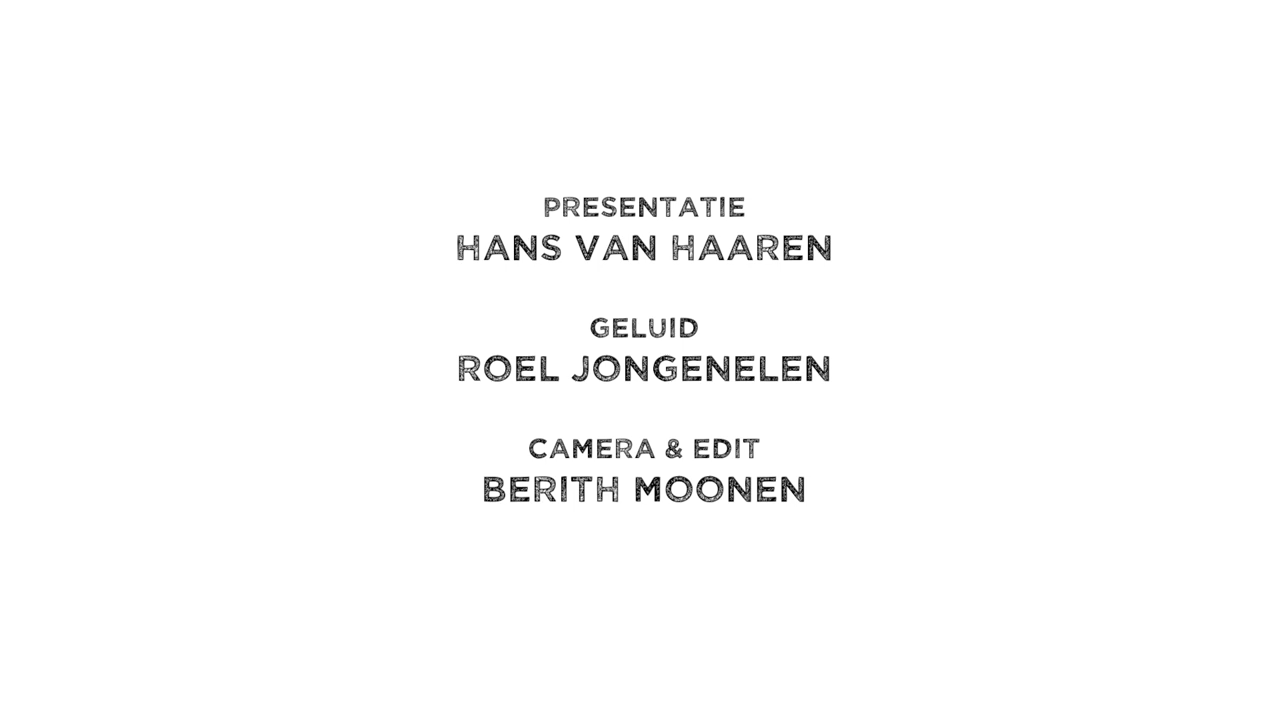 PRESENTATIE
HANS VAN HAAREN
GELUID
ROEL JONGENELEN
CAMERA & EDIT
BERITH MOONEN